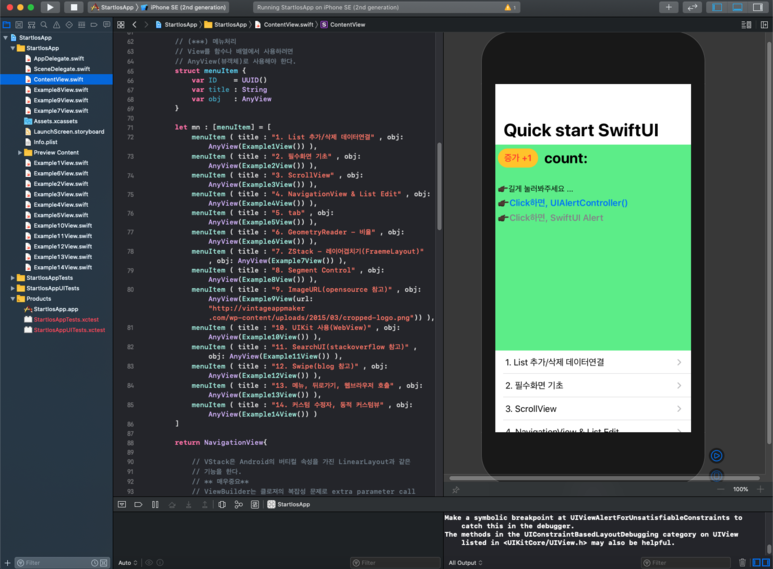 StartIosApp
iPhone SE (2nd generation)
Running StartIosApp on iPhone SE (2nd generation)
StartIosApp
StartIosApp
ContentView.swift
ContentView
StartIosApp
StartIosApp
AppDelegate.swift
SceneDelegate.swift
ContentView.swift
Example8View.swift
Example9View.swift
Example7View.swift
Assets.xcassets
LaunchScreen.storyboard
Info.plist
Preview Content
Example1View.swift
Example6View.swift
Example2View.swift
Example3View.swift
Example4View.swift
Example5View.swift
Example10View.swift
Example11View.swift
Example12View.swift
Example13View.swift
Example14View.swift
StartIosAppTests
StartIosAppUITests
Products
StartIosApp.app
StartIosAppTests.xctest
StartIosAppUITests.xctest
Filter
61
62 // (***) 메뉴처리
63 // View를 함수나 배열에서 사용하려면
64 // AnyView(뷰객체)로 사용해야 한다.
65 struct menuItem {
66 var ID = UUID()
67 var title : String
68 var obj : AnyView
69 }
70
71 let mn : [menuItem] = [
72 menuItem ( title : "1. List 추가/삭제 데이터연결" , obj:
AnyView(Example1View()) ),
73 menuItem ( title : "2. 필수화면 기초" , obj:
AnyView(Example2View()) ),
74 menuItem ( title : "3. ScrollView" , obj:
AnyView(Example3View()) ),
75 menuItem ( title : "4. NavigationView & List Edit" , obj:
AnyView(Example4View()) ),
76 menuItem ( title : "5. tab" , obj:
AnyView(Example5View()) ),
77 menuItem ( title : "6. GeometryReader - 비율" , obj:
AnyView(Example6View()) ),
78 menuItem ( title : "7. ZStack - 레이어겹치기(FraemeLayout)"
, obj: AnyView(Example7View()) ),
79 menuItem ( title : "8. Segment Control" , obj:
AnyView(Example8View()) ),
80 menuItem ( title : "9. ImageURL(opensource 참고)" , obj:
AnyView(Example9View(url:
"http://vintageappmaker
.com/wp-content/uploads/2015/03/cropped-logo.png")) ),
81 menuItem ( title : "10. UIKit 사용(WebView)" , obj:
AnyView(Example10View()) ),
82 menuItem ( title : "11. SearchUI(stackoverflow 참고)" ,
obj: AnyView(Example11View()) ),
83 menuItem ( title : "12. Swipe(blog 참고)" , obj:
AnyView(Example12View()) ),
84 menuItem ( title : "13. 메뉴, 뒤로가기, 웹브라우저 호출" , obj:
AnyView(Example13View()) ),
85 menuItem ( title : "14. 커스텀 수정자, 동적 커스텀뷰" , obj:
AnyView(Example14View()) )
86 ]
87
88 return NavigationView{
89
90 // VStack은 Android의 버티컬 속성을 가진 LinearLayout과 같은
91 // 기능을 한다.
92 // ** 매우중요**
93 // ViewBuilder는 클로저의 복잡성 문제로 extra parameter call
Quick start SwiftUI
증가 +1
count:
길게 눌러봐주세요 ...
Click하면, UIAlertController()
Click하면, SwiftUI Alert
1. List 추가/삭제 데이터연결
2. 필수화면 기초
3. ScrollView
4. NavigationView & List Edit
100%
StartIosApp
Make a symbolic breakpoint at UIViewAlertForUnsatisfiableConstraints to
catch this in the debugger.
The methods in the UIConstraintBasedLayoutDebugging category on UIView
listed in <UIKitCore/UIView.h> may also be helpful.
Auto
Filter
All Output
Filter